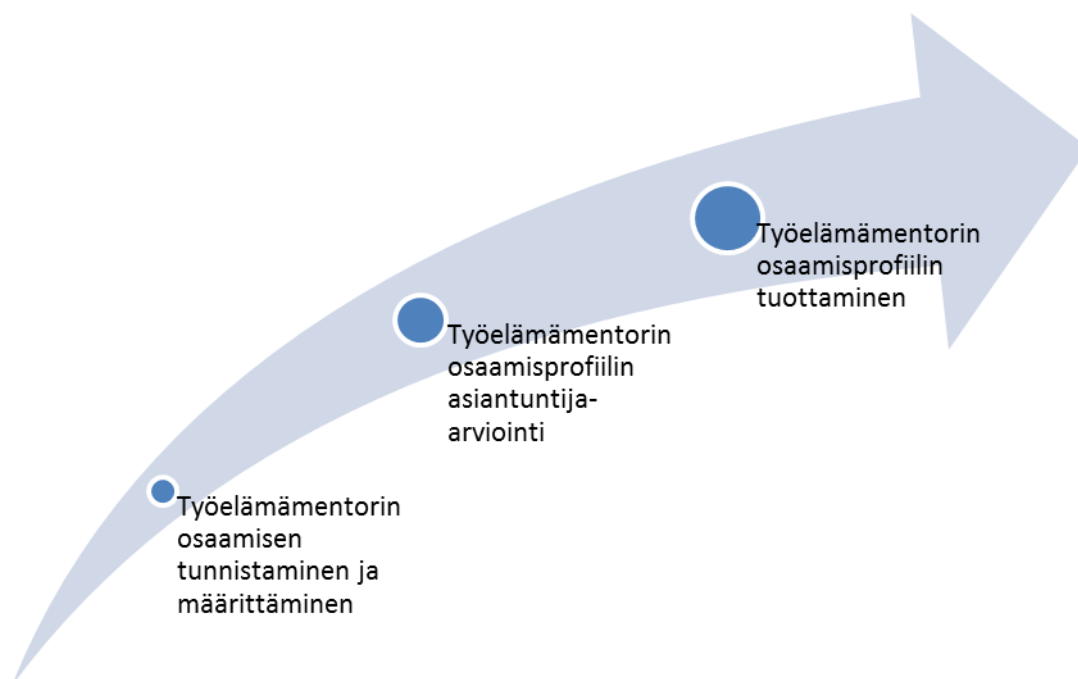 Työelämämentorin
osaamisen
tunnistaminen ja
määrittäminen
Työelämämentorin
osaamisprofiilin
asiantuntija-
arviointi
Työelämämentorin
osaamisprofiilin
tuottaminen